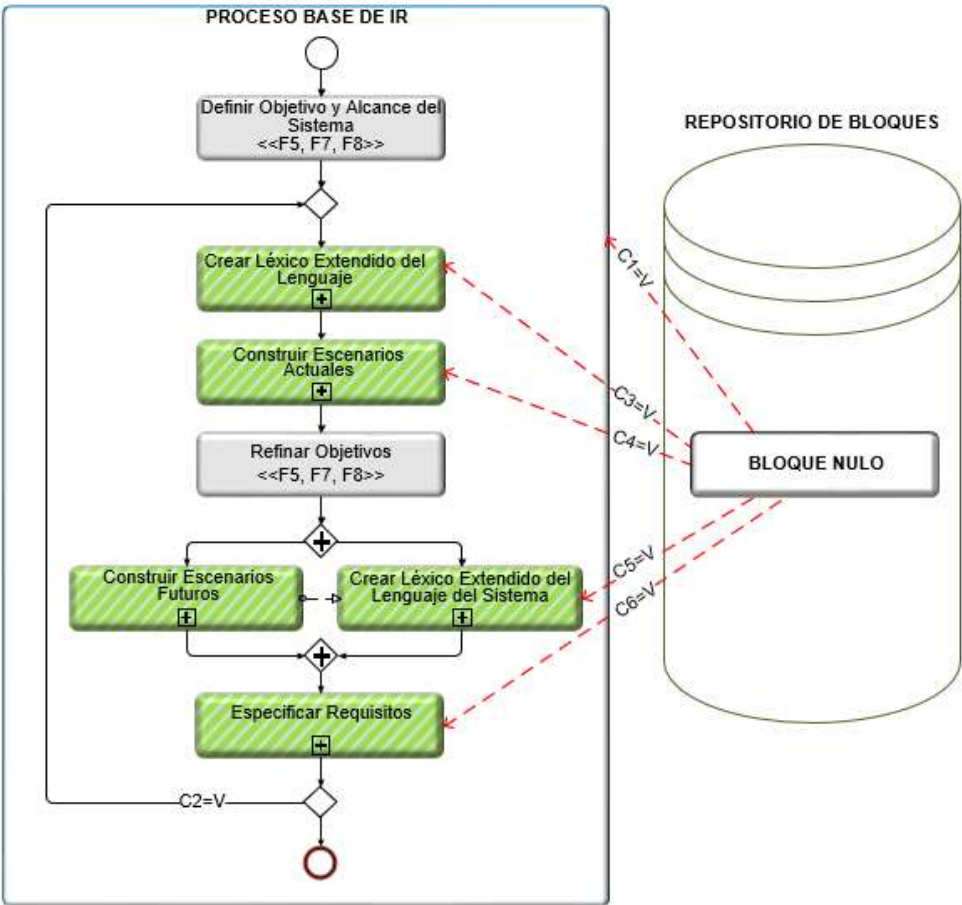 PROCESO BASE DE IR
Definir Objetivo y Alcance del
Sistema
<<F5, F7, F8>>
Crear Léxico Extendido del
Lenguaje
Construir Escenarios
Actuales
Refinar Objetivos
<<F5, F7, F8>>
Construir Escenarios
Futuros
Crear Léxico Extendido del
Lenguaje del Sistema
Especificar Requisitos
C2=V
C1=V
C3=V
C4=V
C5=V
C6=V
REPOSITORIO DE BLOQUES
BLOQUE NULO